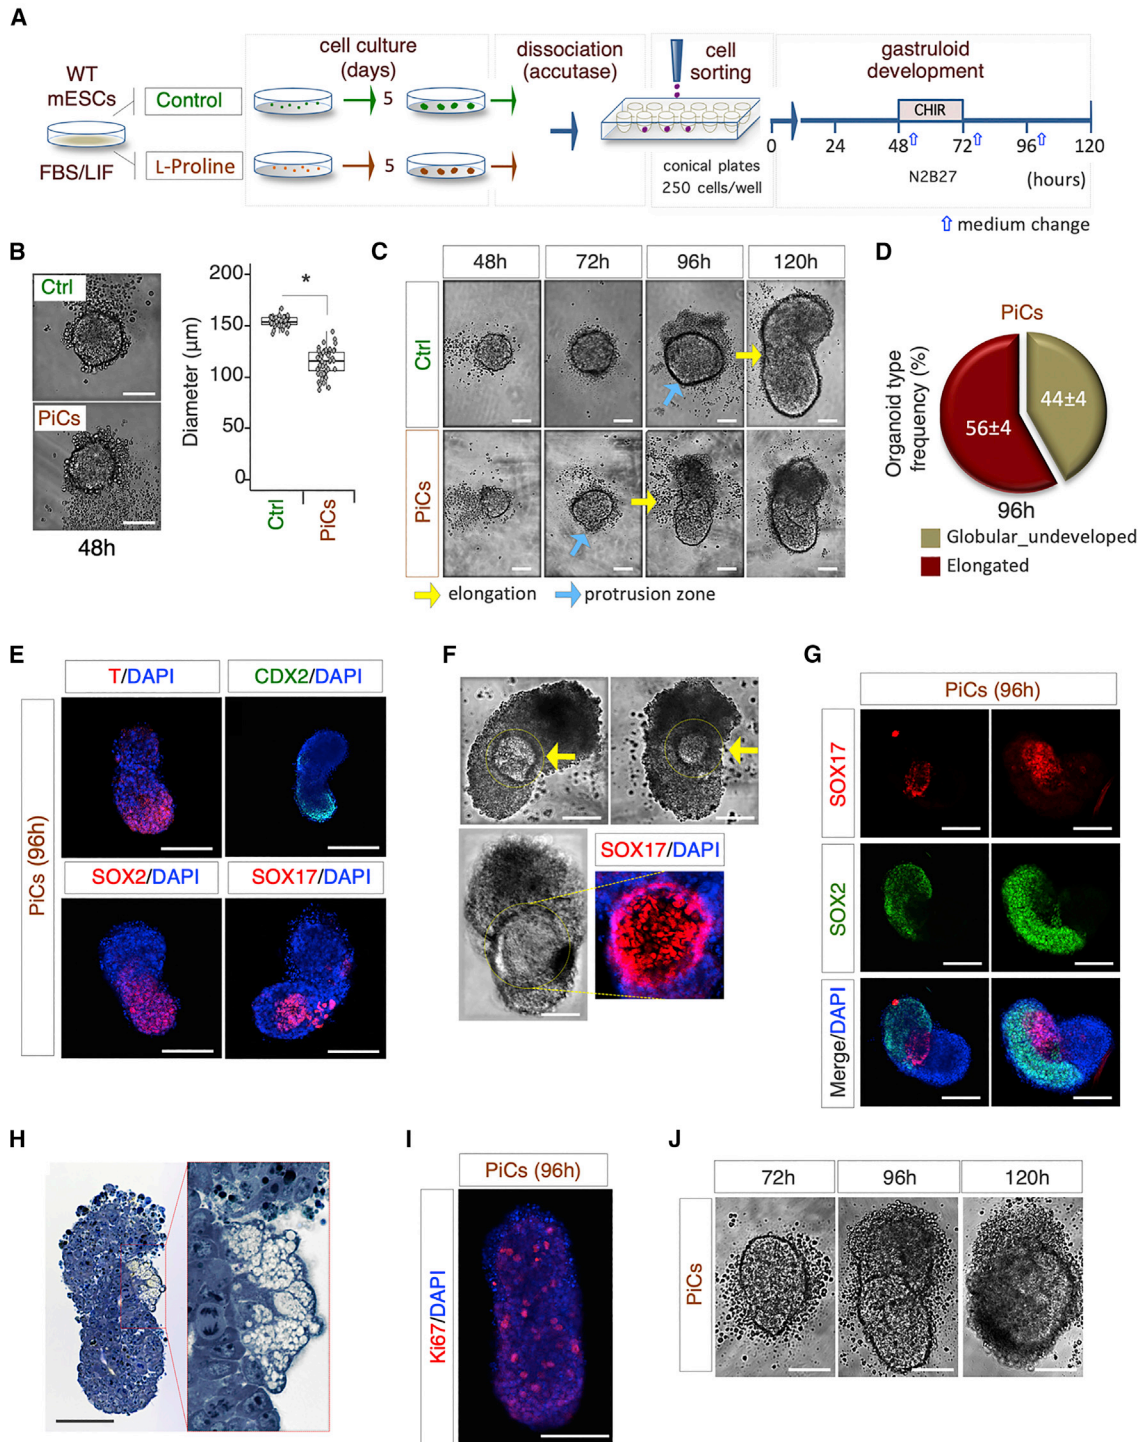 A
WT
mESCs
FBS/LIF
Control
L-Proline
cell culture
(days)
5
5
dissociation
(accutase)
cell
sorting
conical plates
250 cells/well
gastruloid
development
CHIR
0
24
48
72
96
120
N2B27
(hours)
medium change
B
Ctrl
PiCs
48h
Diameter (μm)
200
150
100
50
0
*
Ctrl
PiCs
C
48h
72h
96h
120h
Ctrl
PiCs
elongation
protrusion zone
D
PiCs
Organoid type
frequency (%)
56±4
44±4
96h
Globular_undeveloped
Elongated
E
PiCs (96h)
T/DAPI
CDX2/DAPI
SOX2/DAPI
SOX17/DAPI
F
SOX17/DAPI
G
PiCs (96h)
SOX17
SOX2
Merge/DAPI
H
I
PiCs (96h)
Ki67/DAPI
J
72h
96h
120h
PiCs